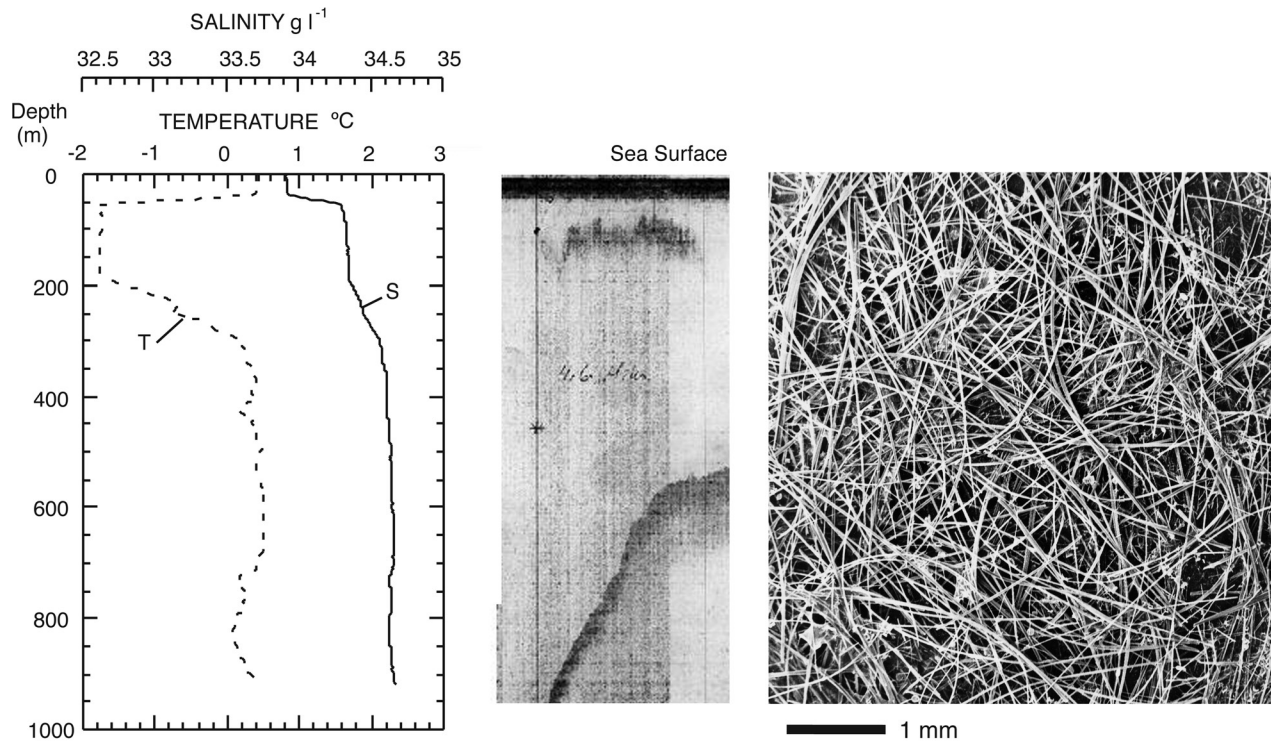 SALINITY g l⁻¹
32.5 33 33.5 34 34.5 35
Depth
(m)
TEMPERATURE ºC
-2 -1 0 1 2 3
Sea Surface
0
200
S
T
400
600
800
1000
1 mm